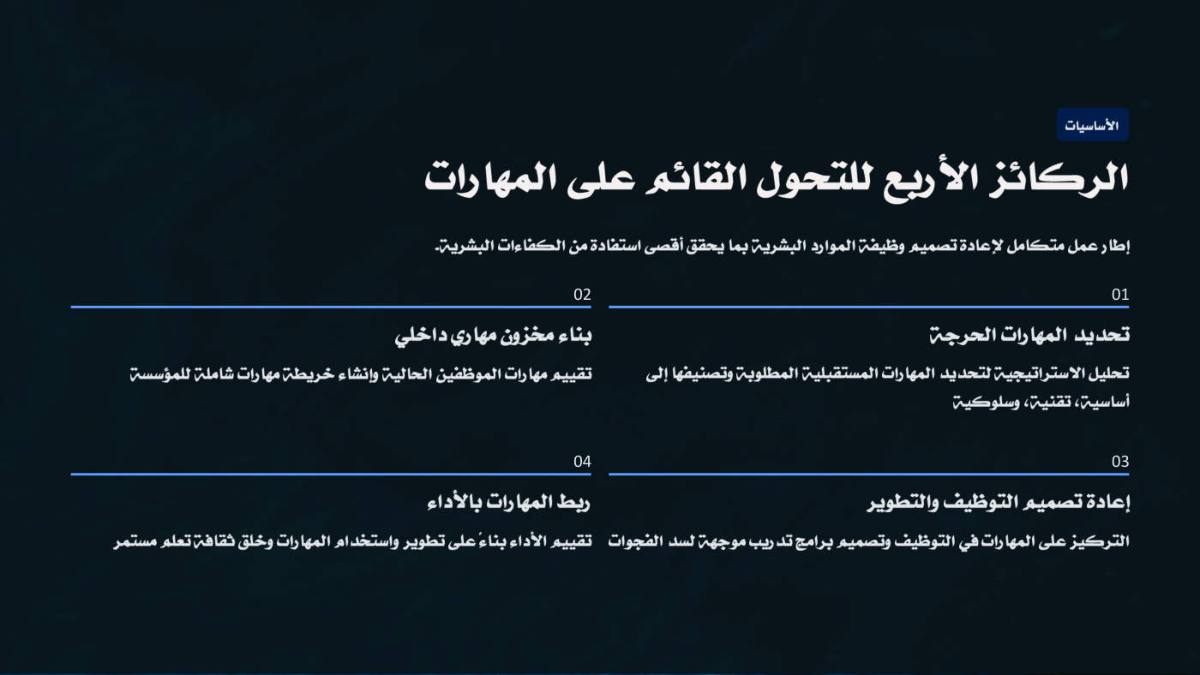 الأساسيات
الركائز الأربع للتحول القائم على المهارات
إطار عمل متكامل لإعادة تصميم وظيفة الموارد البشرية بما يحقق أقصى استفادة من الكفاءات البشرية.
01
تحديد المهارات الحرجة
تحليل الاستراتيجية لتحديد المهارات المستقبلية المطلوبة وتصنيفها إلى
أساسية، تقنية، وسلوكية
02
بناء مخزون مهاري داخلي
تقييم مهارات الموظفين الحالية وإنشاء خريطة مهارات شاملة للمؤسسة
03
إعادة تصميم التوظيف والتطوير
التركيز على المهارات في التوظيف وتصميم برامج تدريب موجهة لسد الفجوات
04
ربط المهارات بالأداء
تقييم الأداء بناءً على تطوير واستخدام المهارات وخلق ثقافة تعلم مستمر